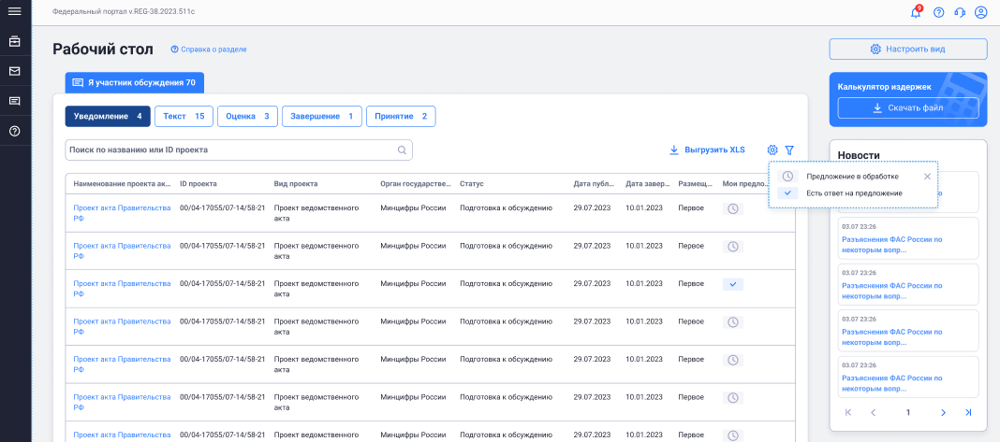 Федеральный портал v.REG-38.2023.511c
9
Рабочий стол
Справка о разделе
Настроить вид
Я участник обсуждения 70
Калькулятор издержек
Скачать файл
Уведомление 4
Текст 15
Оценка 3
Завершение 1
Принятие 2
Поиск по названию или ID проекта
Выгрузить XLS
Новости
Предложение в обработке
Есть ответ на предложение
Наименование проекта ак... ID проекта Вид проекта Орган государстве... Статус Дата публ... Дата завер... Размещ... Мои предло...
Проект акта Правительства 00/04-17055/07-14/58-21 Проект ведомственного Минцифры России Подготовка к обсуждению 29.07.2023 10.01.2023 Первое
РФ акта
Проект акта Правительства 00/04-17055/07-14/58-21 Проект ведомственного Минцифры России Подготовка к обсуждению 29.07.2023 10.01.2023 Первое
РФ акта
Проект акта Правительства 00/04-17055/07-14/58-21 Проект ведомственного Минцифры России Подготовка к обсуждению 29.07.2023 10.01.2023 Первое
РФ акта
Проект акта Правительства 00/04-17055/07-14/58-21 Проект ведомственного Минцифры России Подготовка к обсуждению 29.07.2023 10.01.2023 Первое
РФ акта
Проект акта Правительства 00/04-17055/07-14/58-21 Проект ведомственного Минцифры России Подготовка к обсуждению 29.07.2023 10.01.2023 Первое
РФ акта
Проект акта Правительства 00/04-17055/07-14/58-21 Проект ведомственного Минцифры России Подготовка к обсуждению 29.07.2023 10.01.2023 Первое
РФ акта
Проект акта Правительства 00/04-17055/07-14/58-21 Проект ведомственного Минцифры России Подготовка к обсуждению 29.07.2023 10.01.2023 Первое
03.07 23:26
Разъяснения ФАС России по
некоторым вопр...
03.07 23:26
Разъяснения ФАС России по
некоторым вопр...
03.07 23:26
Разъяснения ФАС России по
некоторым вопр...
03.07 23:26
Разъяснения ФАС России по
некоторым вопр...
1